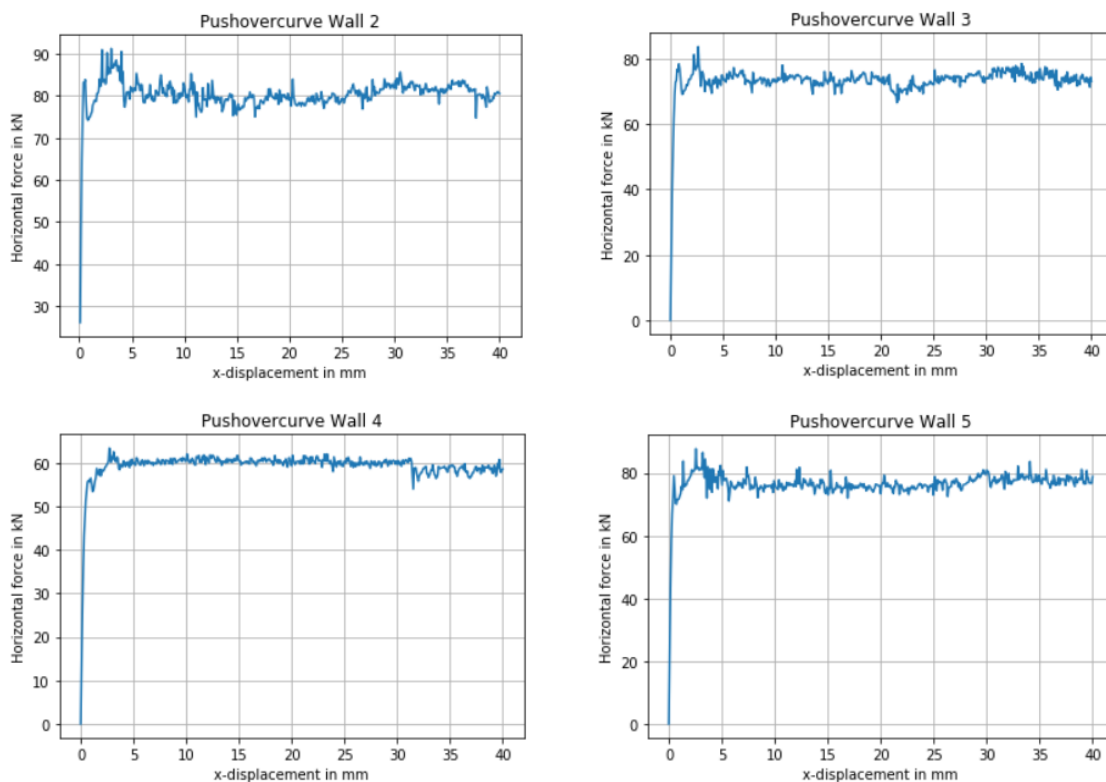 Pushovercurve Wall 2
90
80
70
60
50
40
30
Horizontal force in kN
0 5 10 15 20 25 30 35 40
x-displacement in mm
Pushovercurve Wall 3
80
60
40
20
0
Horizontal force in kN
0 5 10 15 20 25 30 35 40
x-displacement in mm
Pushovercurve Wall 4
60
50
40
30
20
10
0
Horizontal force in kN
0 5 10 15 20 25 30 35 40
x-displacement in mm
Pushovercurve Wall 5
80
60
40
20
0
Horizontal force in kN
0 5 10 15 20 25 30 35 40
x-displacement in mm